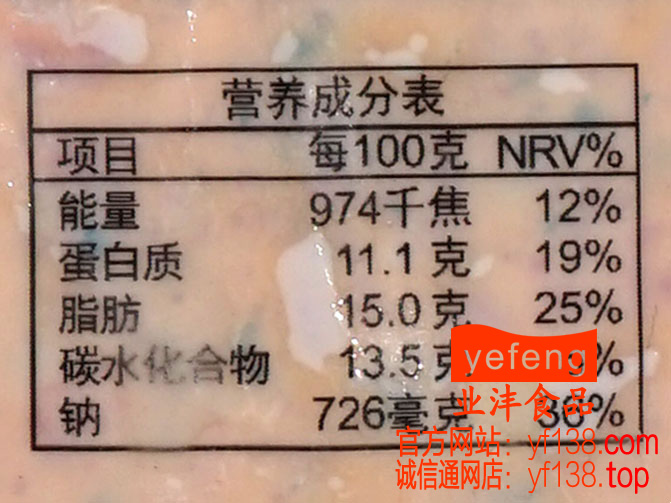 营养成分表
项目 每100克 NRV%
能量 974千焦 12%
蛋白质 11.1 克 19%
脂肪 15.0 克 25%
碳水化合物 13.5 克 %
yefeng
钠 726毫克 36%
业沣食品
官方网站：yf138.com
诚信通网店：yf138.top